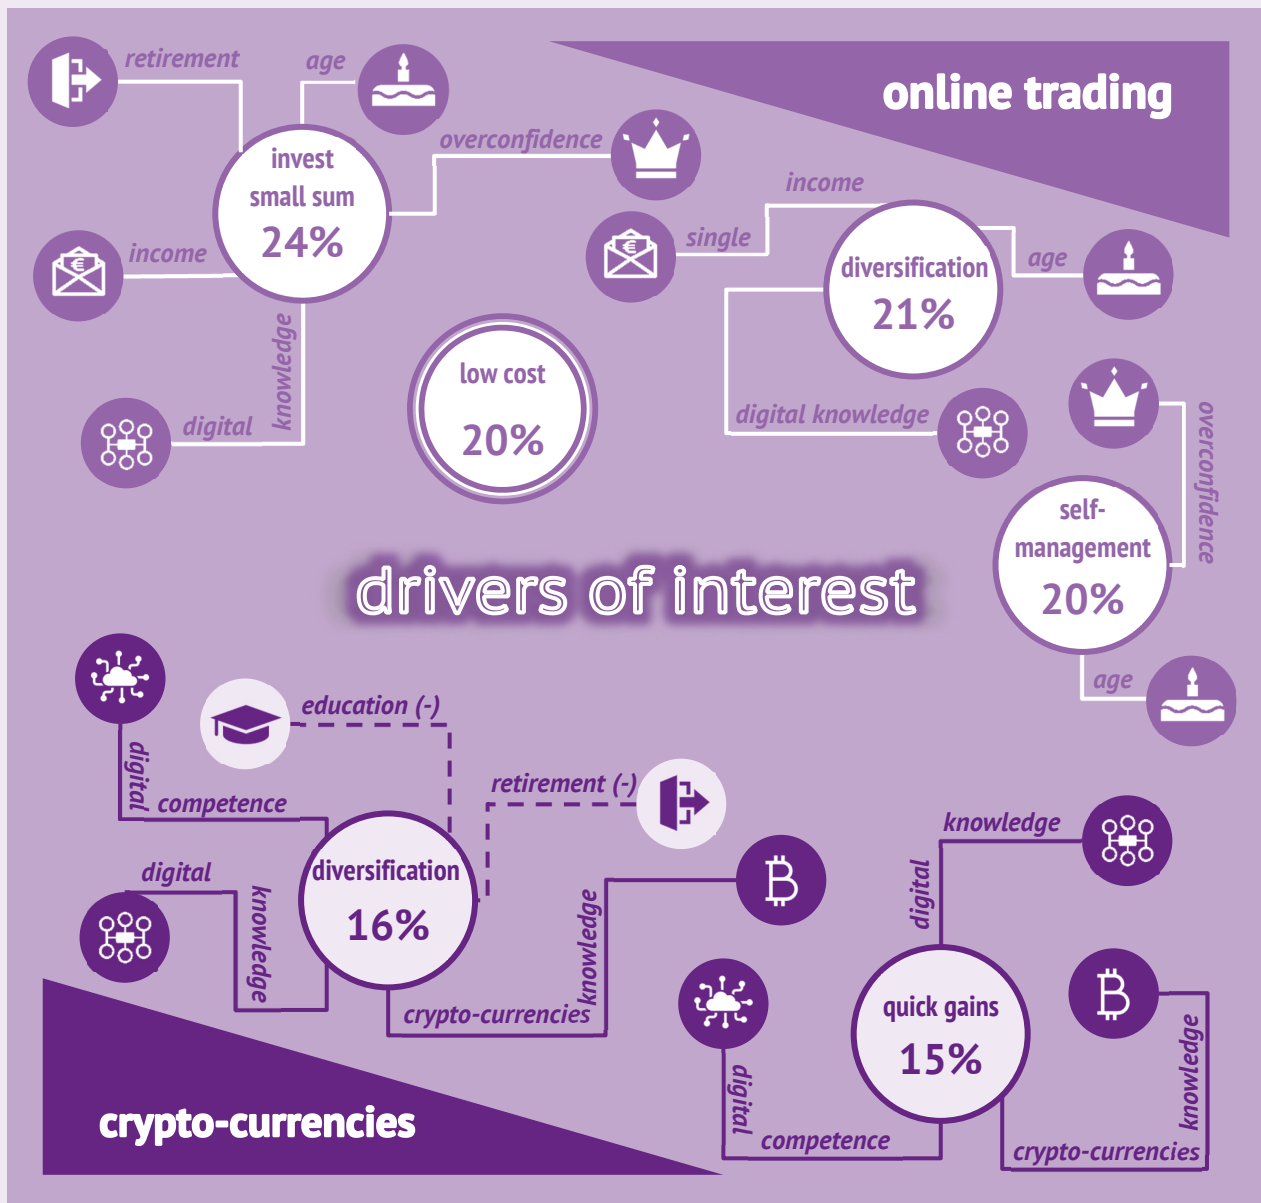 online trading
retirement
age
overconfidence
invest
small sum
24%
income
digital
knowledge
low cost
20%
income
single
diversification
21%
age
digital knowledge
overconfidence
self-
management
20%
age
drivers of interest
education (-)
retirement (-)
digital
competence
digital
knowledge
diversification
16%
knowledge
crypto-currencies
knowledge
digital
quick gains
15%
digital
competence
knowledge
crypto-currencies
crypto-currencies